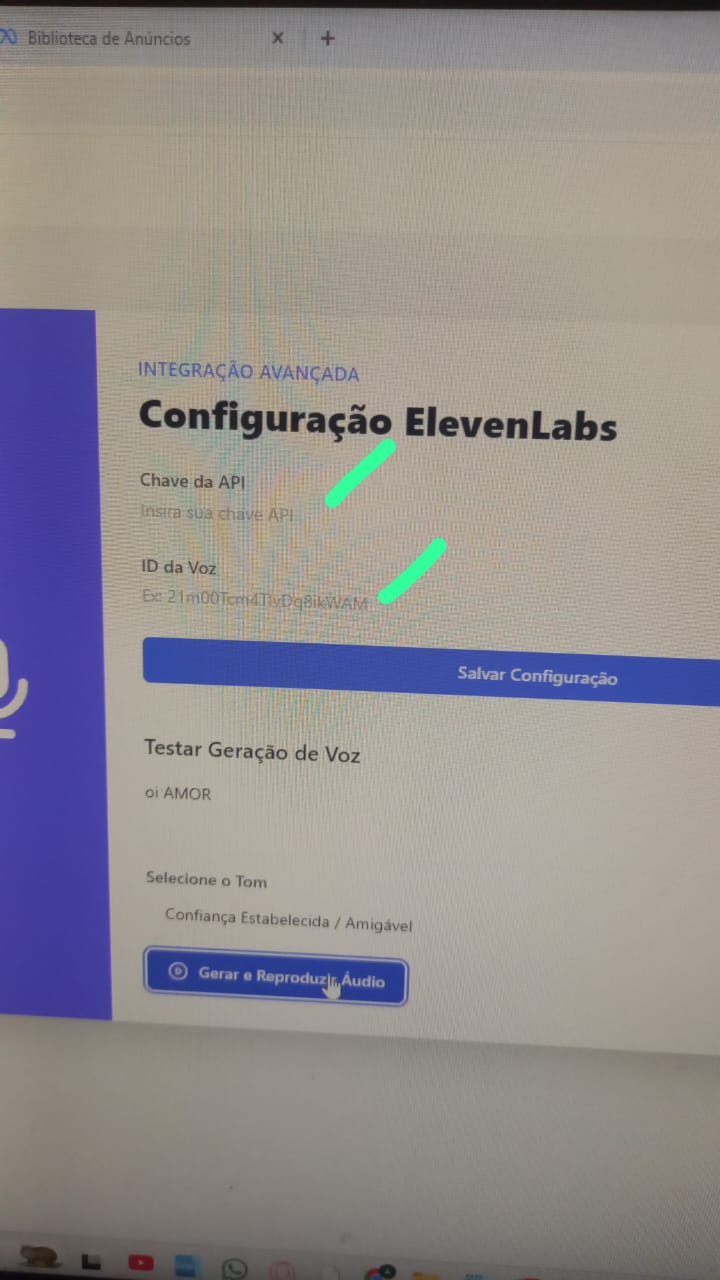 Biblioteca de Anúncios
INTEGRAÇÃO AVANÇADA
Configuração ElevenLabs
Chave da API
Insira sua chave API
ID da Voz
Ex: 21m00Tcm4TlvDq8ikWAM
Salvar Configuração
Testar Geração de Voz
oi AMOR
Selecione o Tom
Confiança Estabelecida / Amigável
Gerar e Reproduzir Áudio